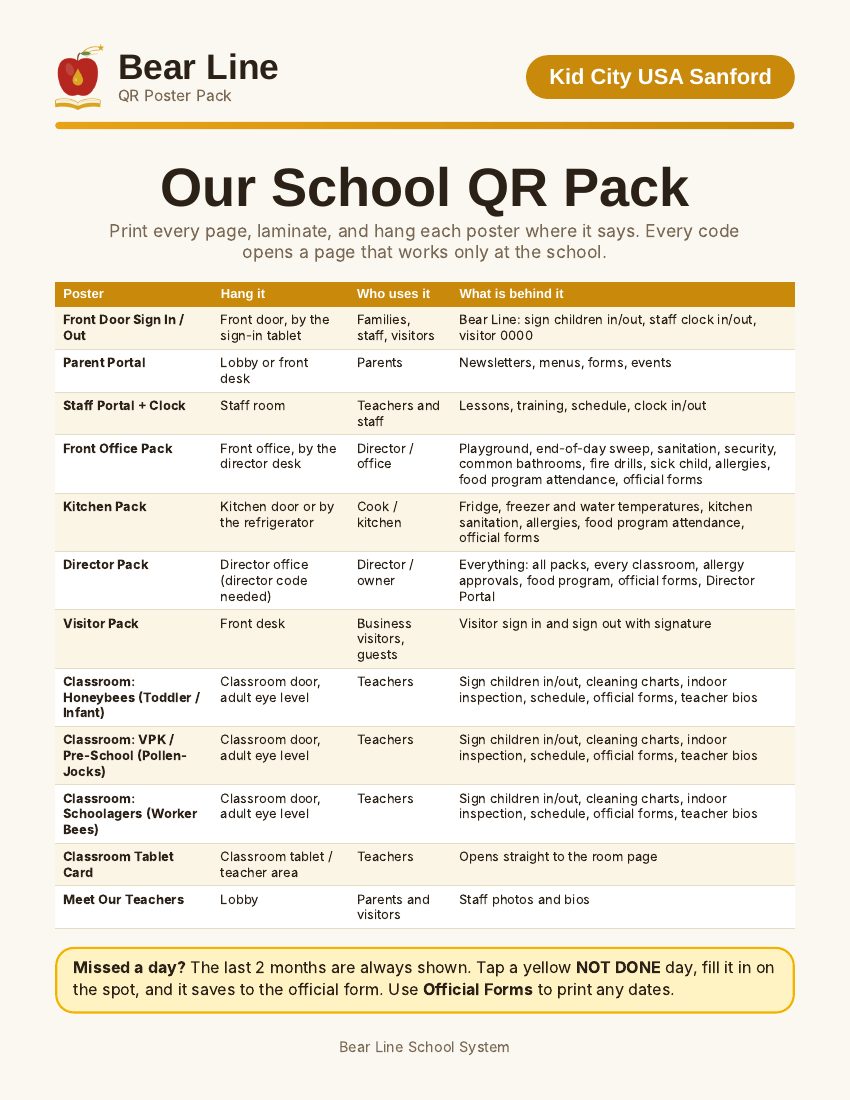 Bear Line
QR Poster Pack
Kid City USA Sanford
Our School QR Pack
Print every page, laminate, and hang each poster where it says. Every code
opens a page that works only at the school.
Poster Hang it Who uses it What is behind it
Front Door Sign In / Front door, by the Families, Bear Line: sign children in/out, staff clock in/out,
Out sign-in tablet staff, visitors visitor 0000
Parent Portal Lobby or front Parents Newsletters, menus, forms, events
desk
Staff Portal + Clock Staff room Teachers and Lessons, training, schedule, clock in/out
staff
Front Office Pack Front office, by the Director / Playground, end-of-day sweep, sanitation, security,
director desk office common bathrooms, fire drills, sick child, allergies,
food program attendance, official forms
Kitchen Pack Kitchen door or by Cook / Fridge, freezer and water temperatures, kitchen
the refrigerator kitchen sanitation, allergies, food program attendance,
official forms
Director Pack Director office Director / Everything: all packs, every classroom, allergy
(director code owner approvals, food program, official forms, Director
needed) Portal
Visitor Pack Front desk Business Visitor sign in and sign out with signature
visitors,
guests
Classroom: Classroom door, Teachers Sign children in/out, cleaning charts, indoor
Honeybees (Toddler / adult eye level inspection, schedule, official forms, teacher bios
Infant)
Classroom: VPK / Classroom door, Teachers Sign children in/out, cleaning charts, indoor
Pre-School (Pollen- adult eye level inspection, schedule, official forms, teacher bios
Jocks)
Classroom: Classroom door, Teachers Sign children in/out, cleaning charts, indoor
Schoolagers (Worker adult eye level inspection, schedule, official forms, teacher bios
Bees)
Classroom Tablet Classroom tablet / Teachers Opens straight to the room page
Card teacher area
Meet Our Teachers Lobby Parents and Staff photos and bios
visitors
Missed a day? The last 2 months are always shown. Tap a yellow NOT DONE day, fill it in on
the spot, and it saves to the official form. Use Official Forms to print any dates.
Bear Line School System